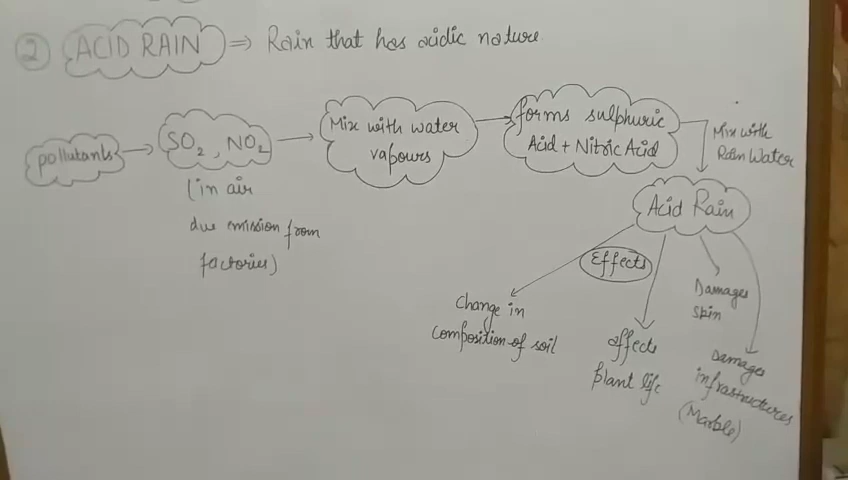 2 ACID RAIN ⇒ Rain that has acidic nature.
pollutants → SO2, NO2 →
(in air
due emission from
factories)
Mix with water
vapours →
forms sulphuric
Acid + Nitric Acid
Mix with
Rain Water
Acid Rain
Effects
Change in
composition of soil
affects
plant life
Damages
skin
Damages
infrastructures
(Marble)